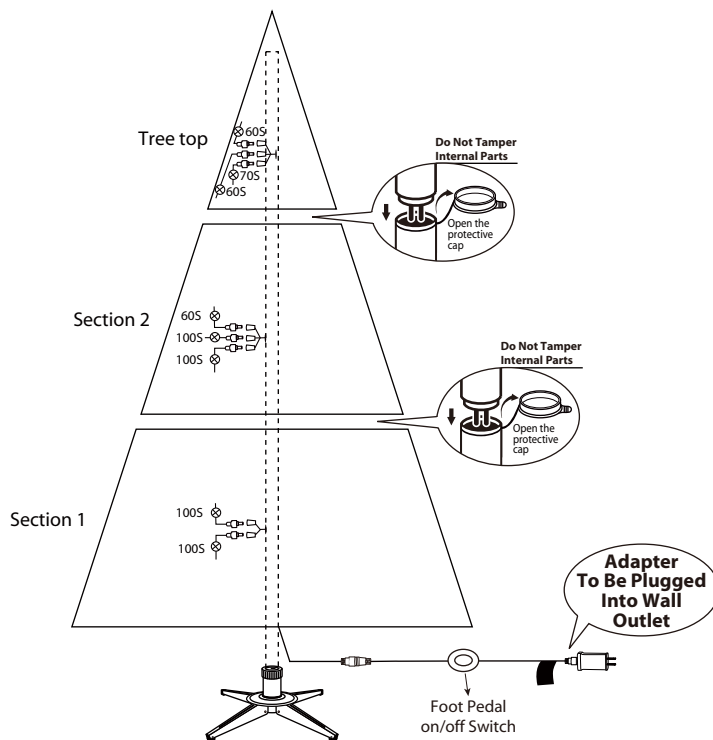 Tree top
60S
70S
60S
Do Not Tamper
Internal Parts
Open the
protective
cap
Section 2
60S
100S
100S
Do Not Tamper
Internal Parts
Open the
protective
cap
Section 1
100S
100S
Adapter
To Be Plugged
Into Wall
Outlet
Foot Pedal
on/off Switch